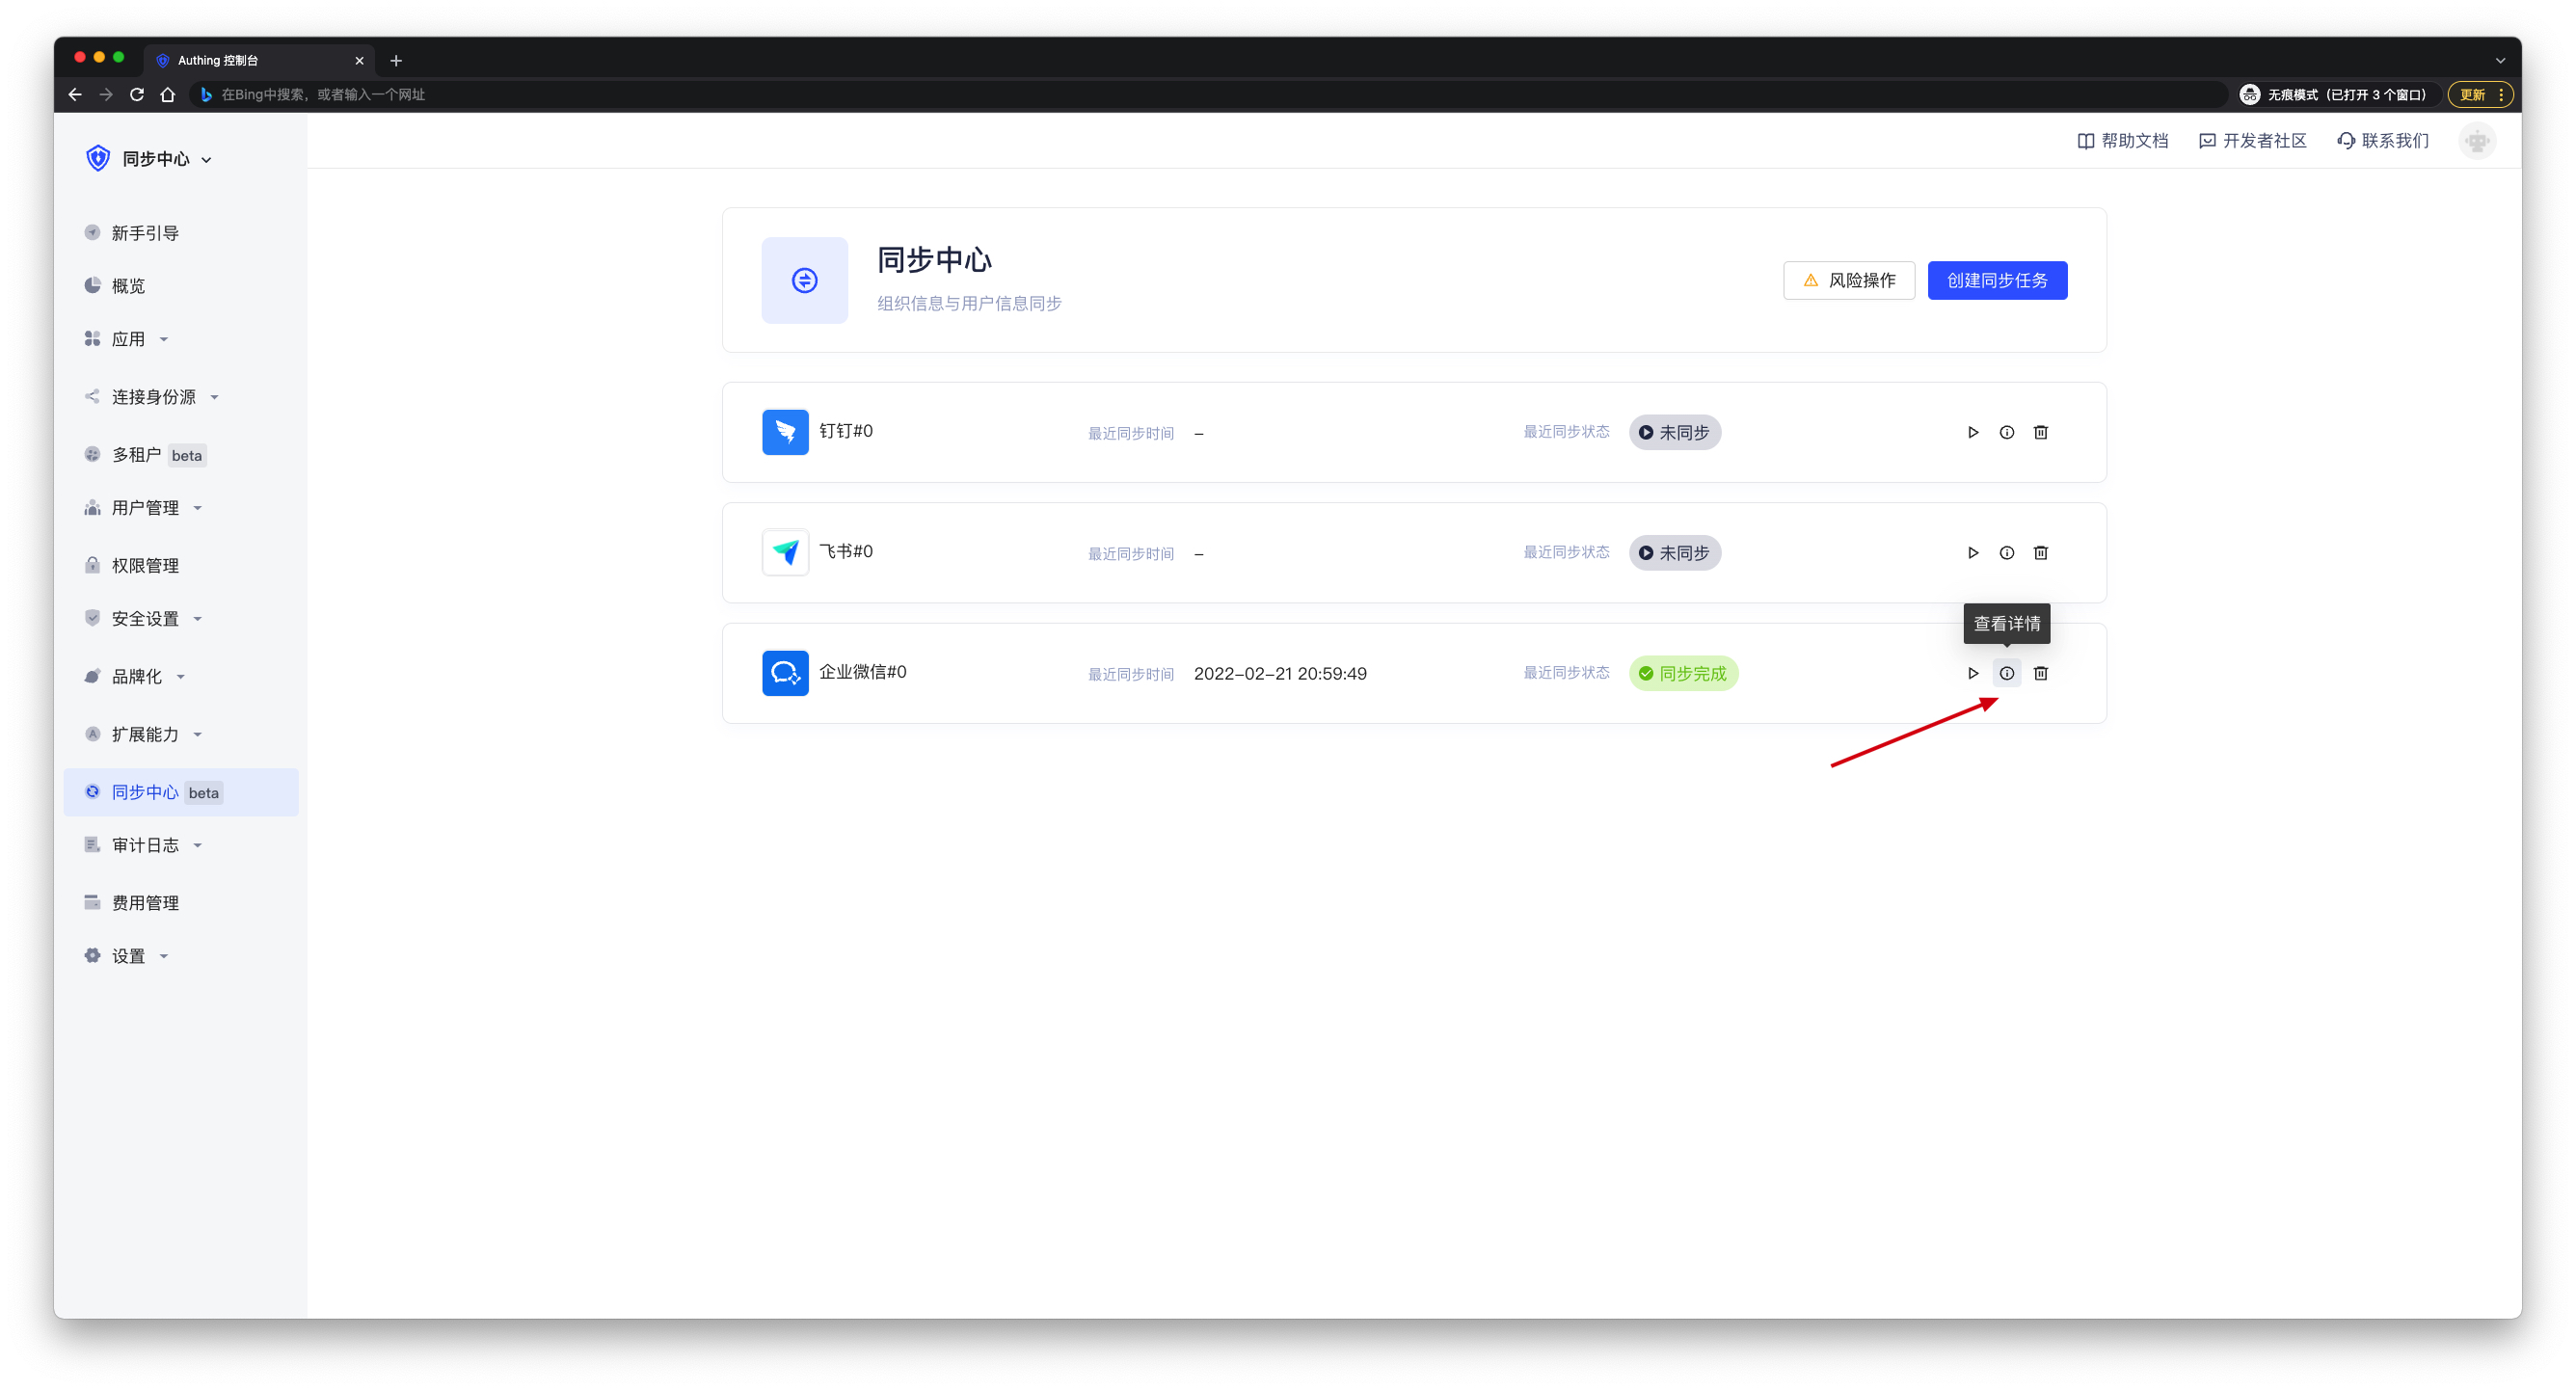 Authing 控制台
在Bing中搜索，或者输入一个网址
无痕模式（已打开 3 个窗口）
更新
同步中心
帮助文档
开发者社区
联系我们
新手引导
概览
应用
连接身份源
多租户 beta
用户管理
权限管理
安全设置
品牌化
扩展能力
同步中心 beta
审计日志
费用管理
设置
同步中心
组织信息与用户信息同步
风险操作
创建同步任务
钉钉#0 最近同步时间 – 最近同步状态 未同步
飞书#0 最近同步时间 – 最近同步状态 未同步
查看详情
企业微信#0 最近同步时间 2022–02–21 20:59:49 最近同步状态 同步完成